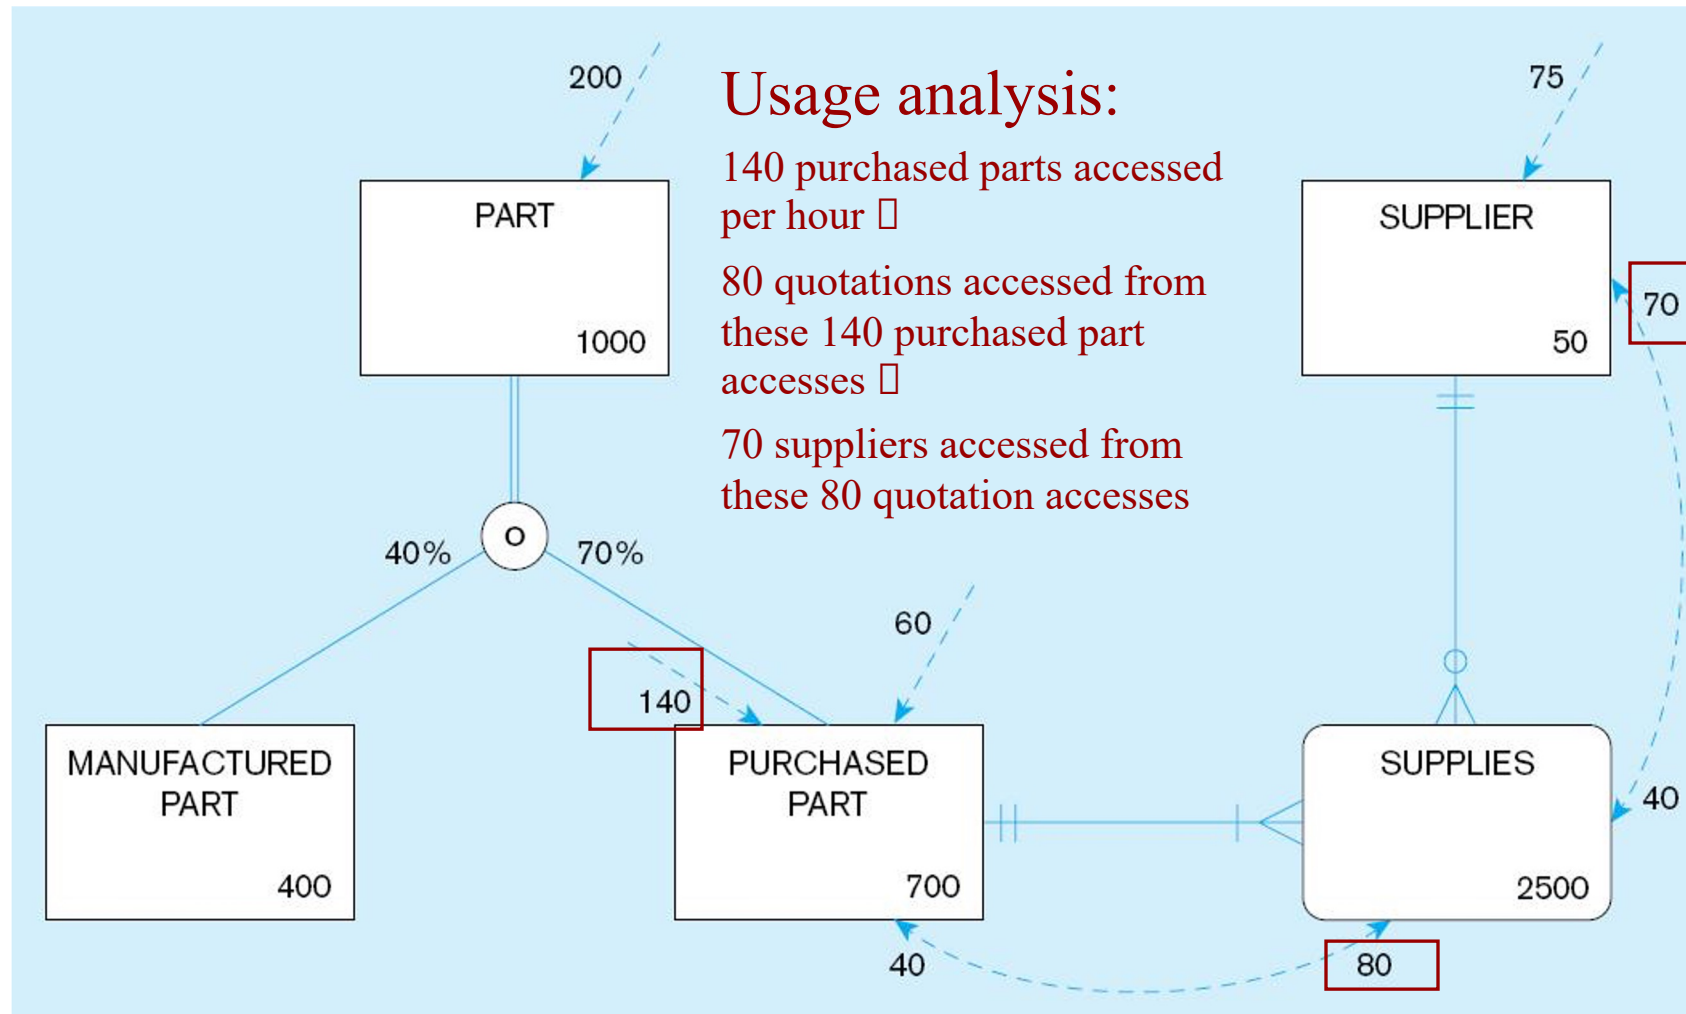 200
Usage analysis:
75
140 purchased parts accessed
per hour 
PART
SUPPLIER
80 quotations accessed from
these 140 purchased part
accesses 
70
1000
50
70 suppliers accessed from
these 80 quotation accesses
40%
O
70%
60
140
MANUFACTURED
PART
PURCHASED
PART
SUPPLIES
40
400
700
2500
40
80